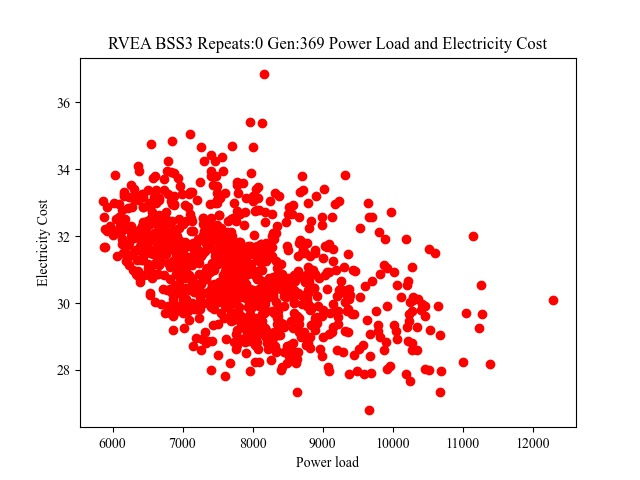 RVEA BSS3 Repeats:0 Gen:369 Power Load and Electricity Cost
36
34
32
30
28
Electricity Cost
6000 7000 8000 9000 10000 11000 12000
Power load